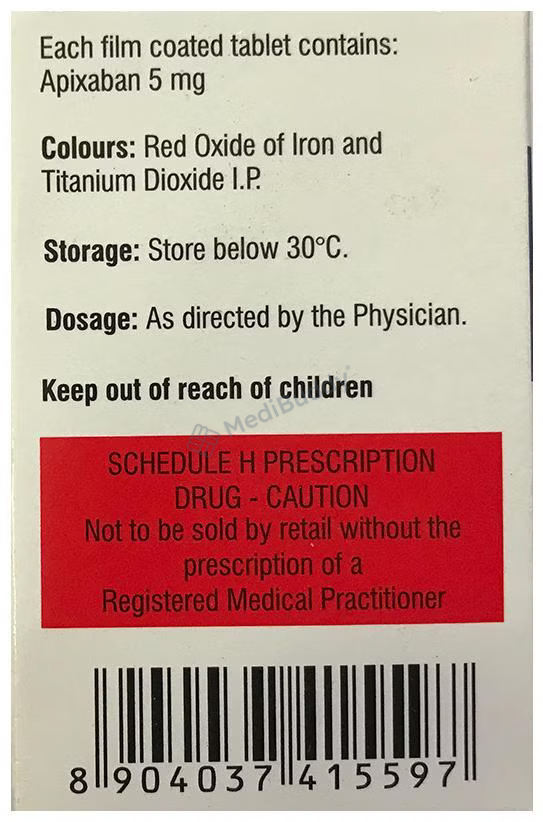 Each film coated tablet contains:
Apixaban 5 mg
Colours: Red Oxide of Iron and
Titanium Dioxide I.P.
Storage: Store below 30°C.
Dosage: As directed by the Physician.
Keep out of reach of children
MediBuddy
SCHEDULE H PRESCRIPTION
DRUG - CAUTION
Not to be sold by retail without the
prescription of a
Registered Medical Practitioner
8 904037 415597